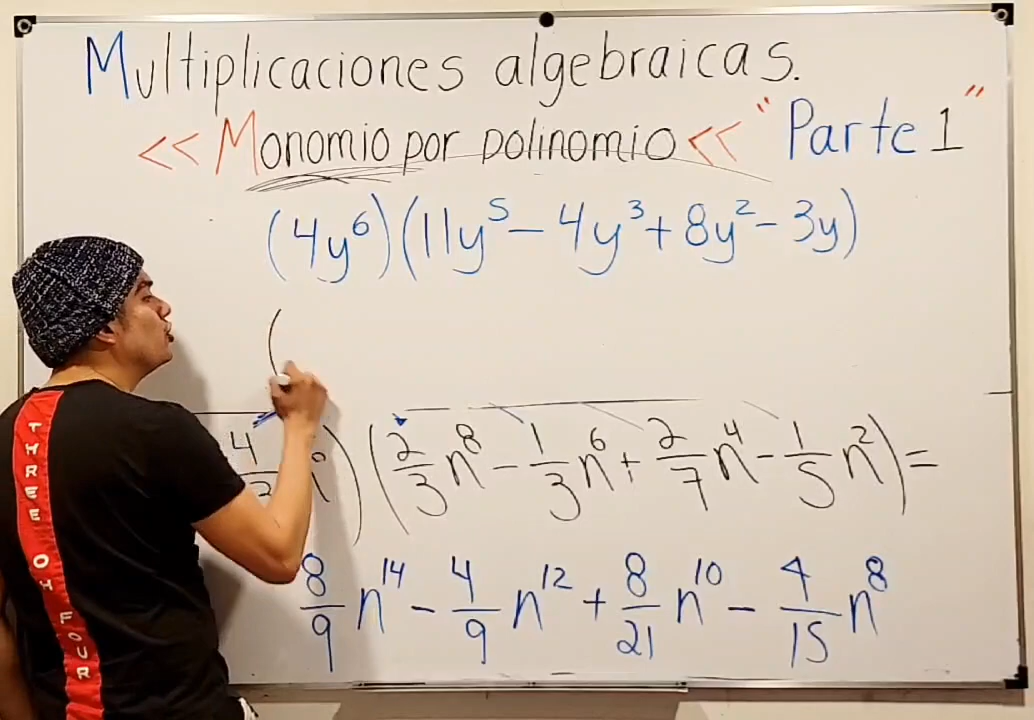 Multiplicaciones algebraicas.
<< Monomio por polinomio << "Parte 1"
(4y⁶)(11y⁵ - 4y³ + 8y² - 3y)
(
4 n⁶)(2/3 n⁸ - 1/3 n⁶ + 2/7 n⁴ - 1/5 n²) =
8/9 n¹⁴ - 4/9 n¹² + 8/21 n¹⁰ - 4/15 n⁸
THREE OH FOUR